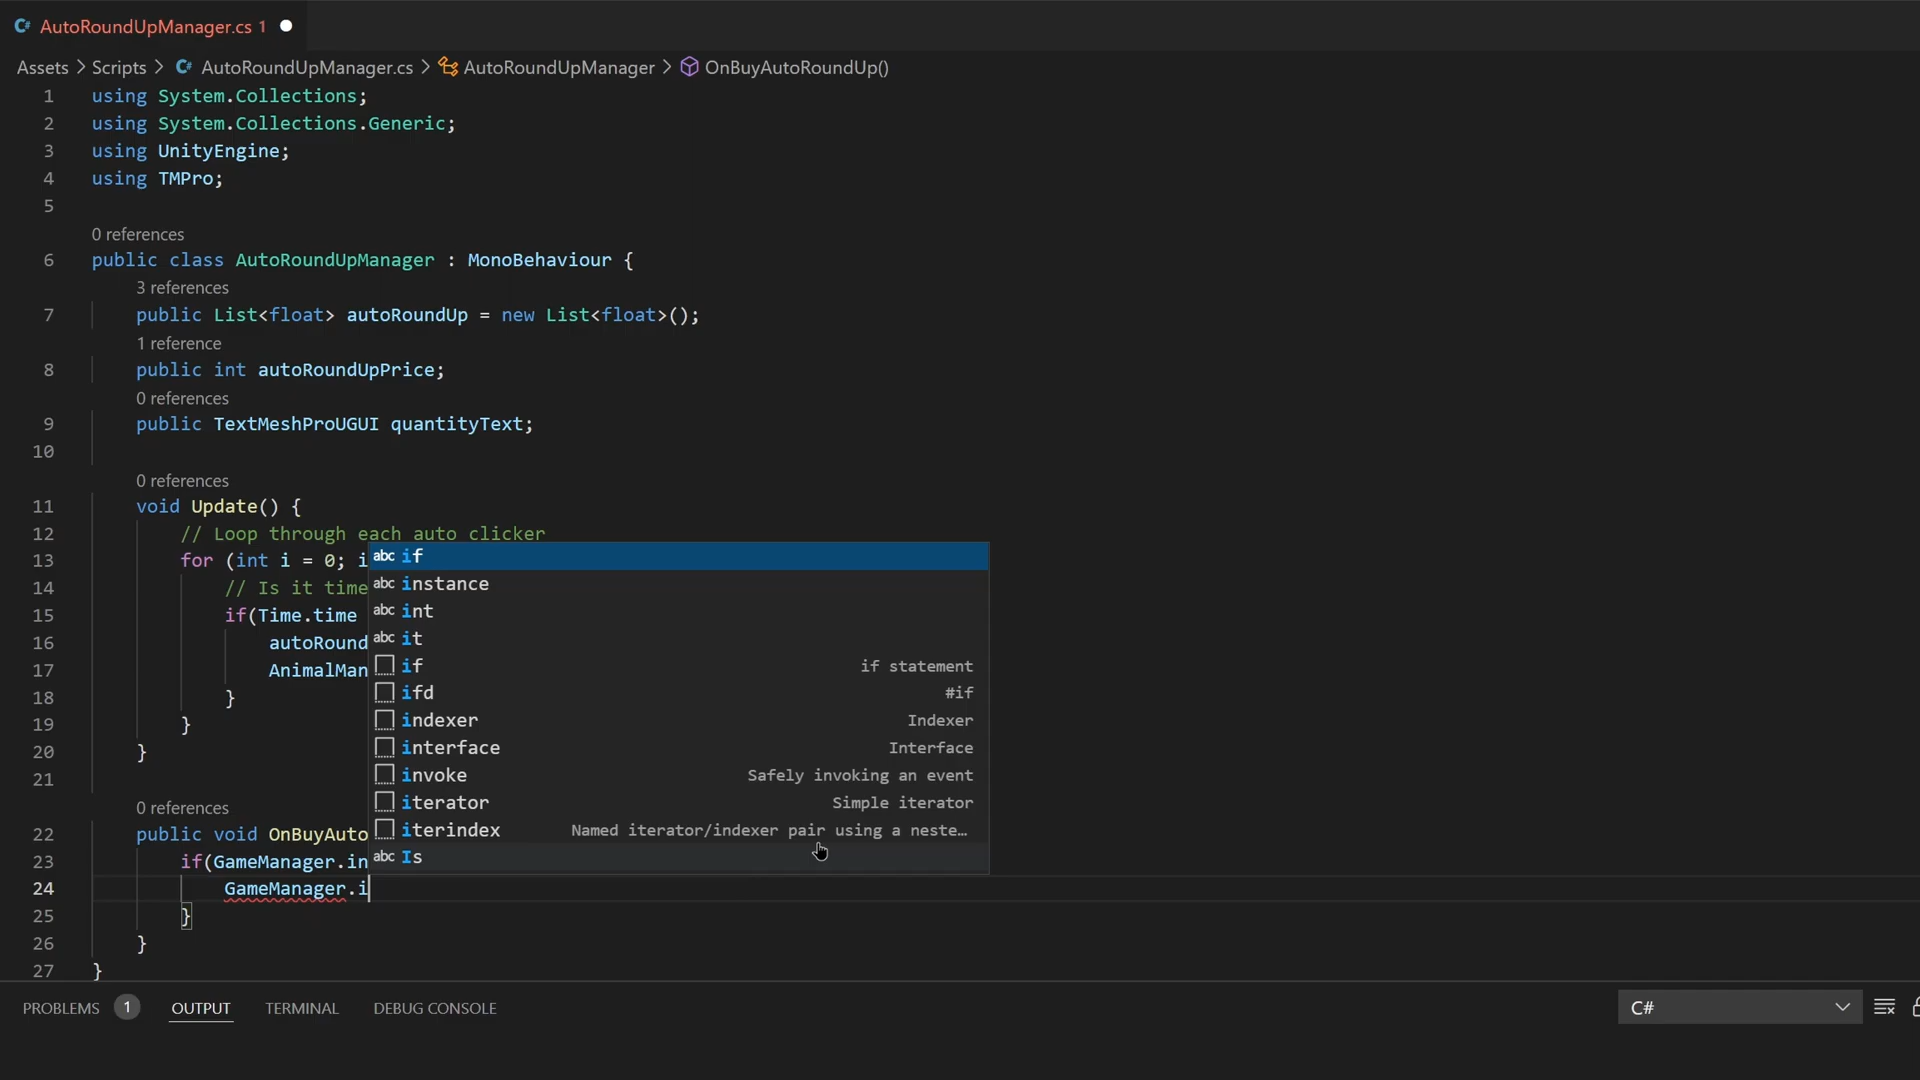 AutoRoundUpManager.cs 1
Assets > Scripts > AutoRoundUpManager.cs > AutoRoundUpManager > OnBuyAutoRoundUp()
1 using System.Collections;
2 using System.Collections.Generic;
3 using UnityEngine;
4 using TMPro;
5
0 references
6 public class AutoRoundUpManager : MonoBehaviour {
3 references
7 public List<float> autoRoundUp = new List<float>();
1 reference
8 public int autoRoundUpPrice;
0 references
9 public TextMeshProUGUI quantityText;
10
0 references
11 void Update() {
12 // Loop through each auto clicker
13 for (int i = 0; i
14 // Is it time
15 if(Time.time
16 autoRound
17 AnimalMan
18 }
19 }
20 }
21
0 references
22 public void OnBuyAuto
23 if(GameManager.in
24 GameManager.i
25 }
26 }
27 }
abc if
abc instance
abc int
abc it
if if statement
ifd #if
indexer Indexer
interface Interface
invoke Safely invoking an event
iterator Simple iterator
iterindex Named iterator/indexer pair using a neste…
abc Is
PROBLEMS 1 OUTPUT TERMINAL DEBUG CONSOLE C#